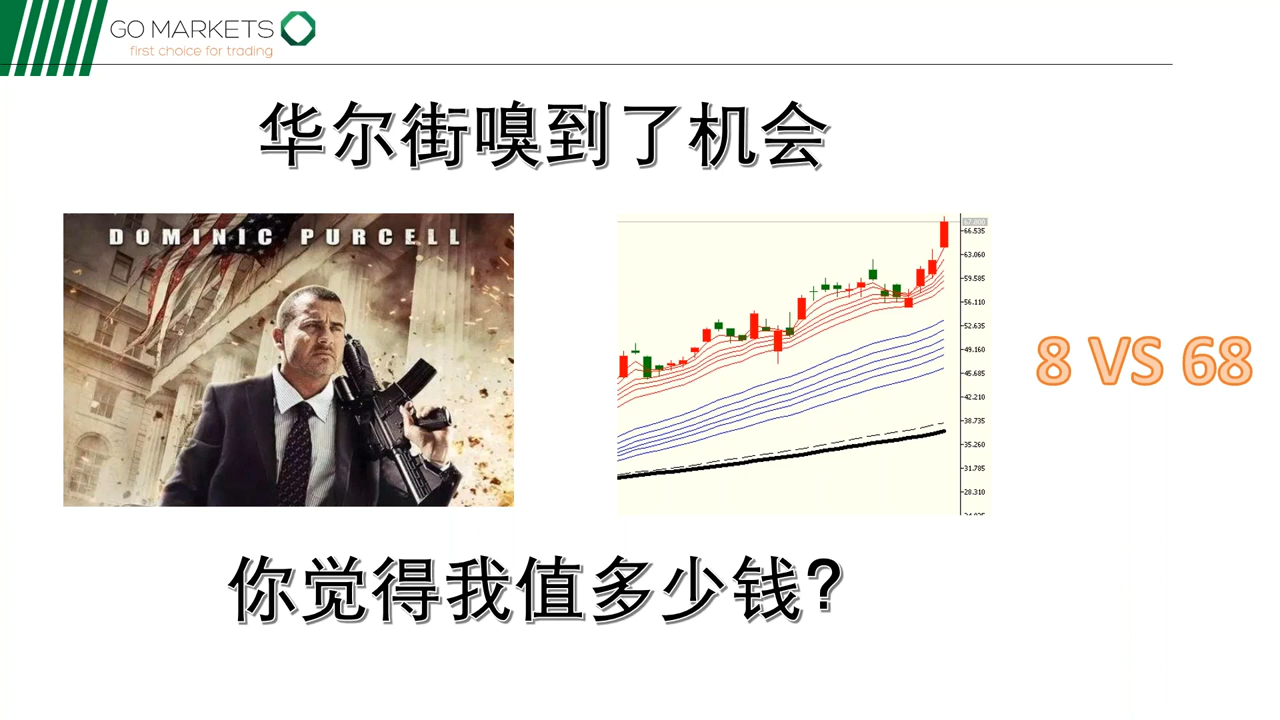 GO MARKETS
first choice for trading
华尔街嗅到了机会
DOMINIC PURCELL
67.800
66.535
63.060
59.585
56.110
52.635
49.160
45.685
42.210
38.735
35.260
31.785
28.310
8 VS 68
你觉得我值多少钱?